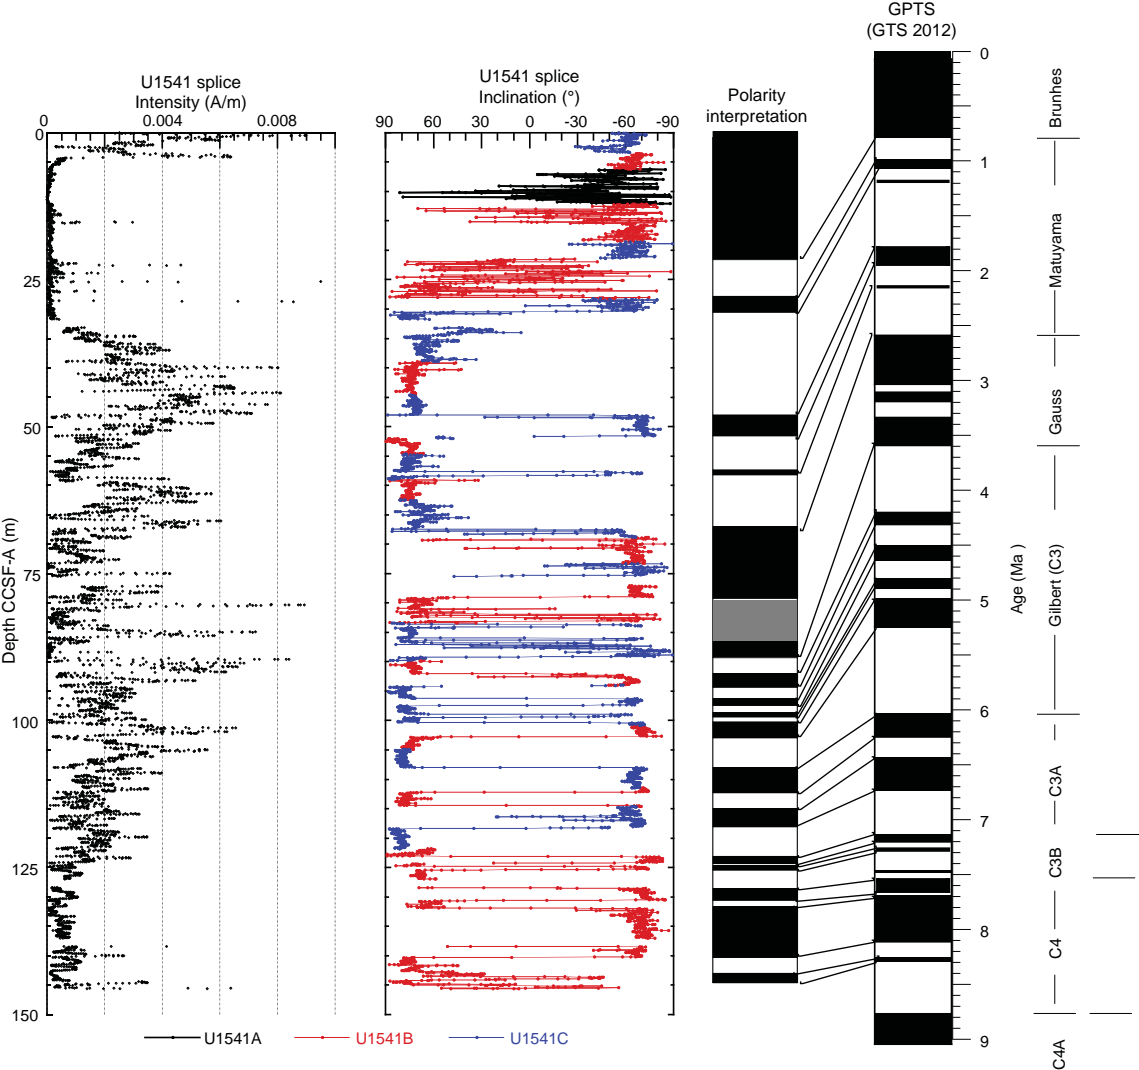 GPTS
(GTS 2012)
U1541 splice
Intensity (A/m)
U1541 splice
Inclination (°)
Polarity
interpretation
0 0.004 0.008
90 60 30 0 -30 -60 -90
Depth CCSF-A (m)
0
25
50
75
100
125
150
Age (Ma )
0
1
2
3
4
5
6
7
8
9
Brunhes
Matuyama
Gauss
Gilbert (C3)
C3A
C3B
C4
C4A
U1541A U1541B U1541C